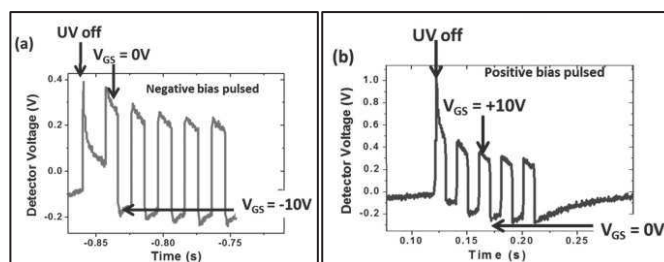 (a)
UV off
V_GS = 0V
Negative bias pulsed
0.4
0.2
0.0
-0.2
Detector Voltage (V)
V_GS = -10V
-0.85
-0.80
-0.75
Time (s)
(b)
UV off
Positive bias pulsed
1.0
0.8
0.6
0.4
0.2
0.0
-0.2
Detector Voltage (V)
V_GS = +10V
V_GS = 0V
0.10
0.15
0.20
0.25
Time (s)